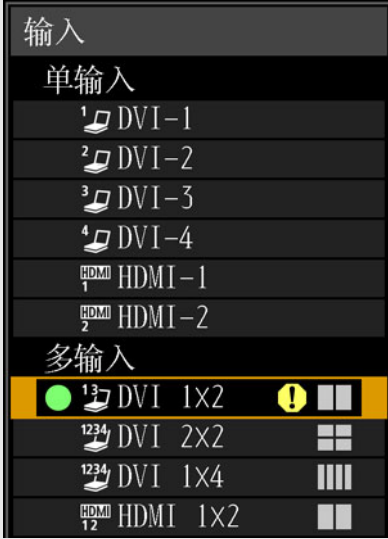 输入
单输入
1 DVI-1
2 DVI-2
3 DVI-3
4 DVI-4
HDMI 1 HDMI-1
HDMI 2 HDMI-2
多输入
13 DVI 1X2 !
1234 DVI 2X2
1234 DVI 1X4
HDMI 12 HDMI 1X2